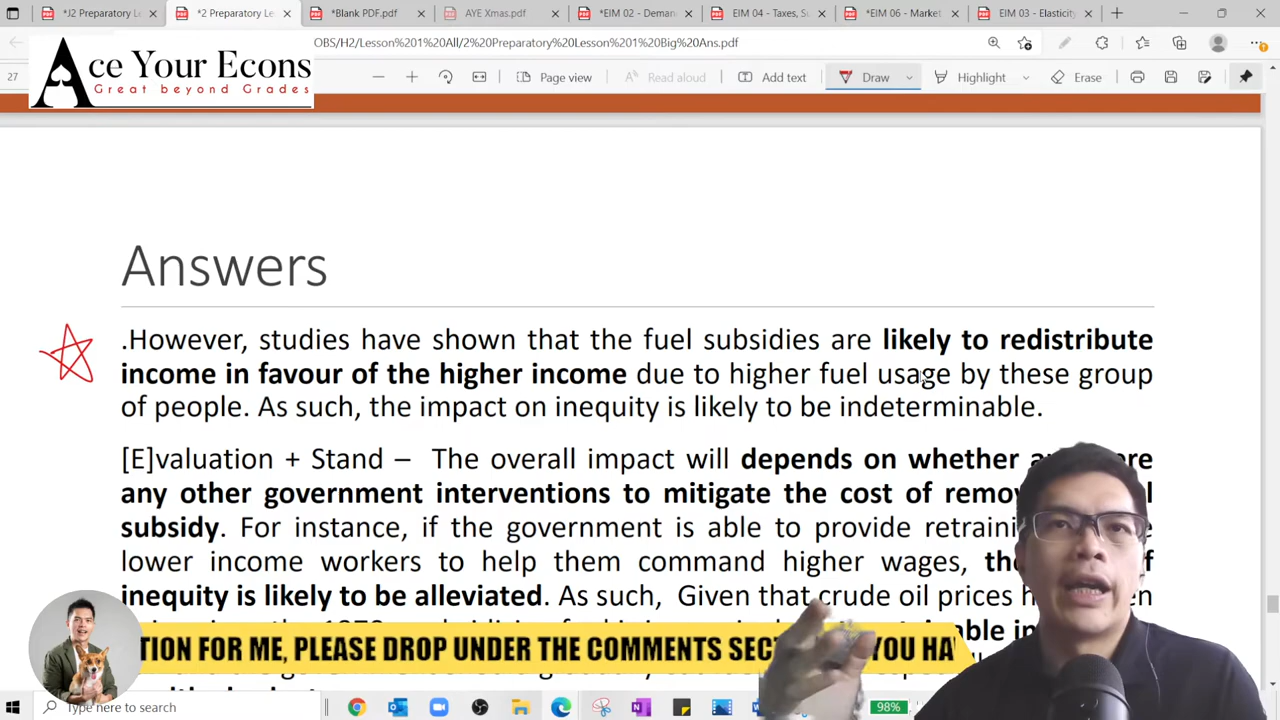 *J2 Preparatory L
*2 Preparatory Le
*Blank PDF.pdf
AYE Xmas.pdf
*EIM 02 - Deman
EIM 04 - Taxes, Su
*EIM 06 - Market
EIM 03 - Elasticity
OBS/H2/Lesson%201%20All/2%20Preparatory%20Lesson%201%20Big%20Ans.pdf
Ace Your Econs
Great beyond Grades
27
Page view
Read aloud
Add text
Draw
Highlight
Erase
Answers
.However, studies have shown that the fuel subsidies are likely to redistribute
income in favour of the higher income due to higher fuel usage by these group
of people. As such, the impact on inequity is likely to be indeterminable.
[E]valuation + Stand – The overall impact will depends on whether
any other government interventions to mitigate the cost of
subsidy. For instance, if the government is able to provide
lower income workers to help them command higher wages,
inequity is likely to be alleviated. As such, Given that crude oil prices
TION FOR ME, PLEASE DROP UNDER THE COMMENTS SEC YOU HA
Type here to search
98%